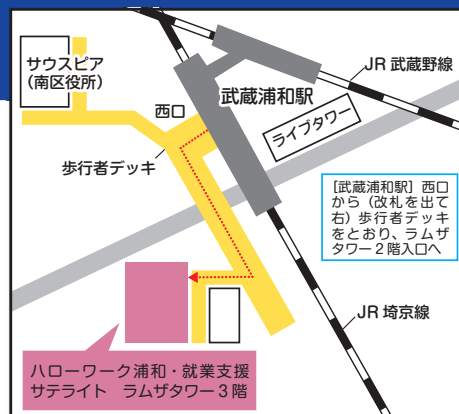 サウスピア
(南区役所)
JR 武蔵野線
西口
武蔵浦和駅
ライブタワー
歩行者デッキ
[武蔵浦和駅] 西口
から (改札を出て
右) 歩行者デッキ
をとおり、ラムザ
タワー2階入口へ
JR 埼京線
ハローワーク浦和・就業支援
サテライト ラムザタワー3階